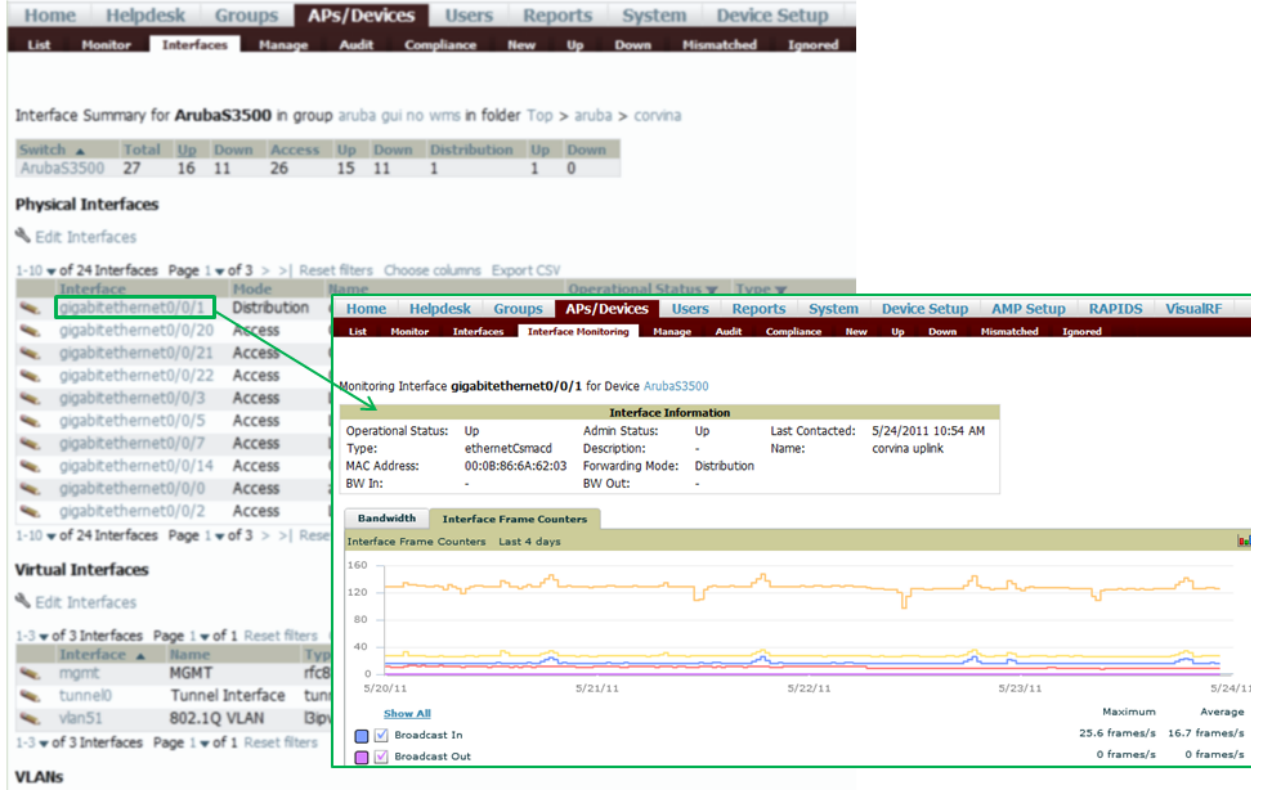 Home Helpdesk Groups APs/Devices Users Reports System Device Setup
List Monitor Interfaces Manage Audit Compliance New Up Down Mismatched Ignored
Interface Summary for ArubaS3500 in group aruba gui no wms in folder Top > aruba > corvina
Switch Total Up Down Access Up Down Distribution Up Down
ArubaS3500 27 16 11 26 15 11 1 1 0
Physical Interfaces
Edit Interfaces
1-10 of 24 Interfaces Page 1 of 3 > >| Reset filters Choose columns Export CSV
Interface Mode Name Operational Status Type
gigabitethernet0/0/1 Distribution
gigabitethernet0/0/20 Access
gigabitethernet0/0/21 Access
gigabitethernet0/0/22 Access
gigabitethernet0/0/3 Access
gigabitethernet0/0/5 Access
gigabitethernet0/0/7 Access
gigabitethernet0/0/14 Access
gigabitethernet0/0/0 Access
gigabitethernet0/0/2 Access
1-10 of 24 Interfaces Page 1 of 3 > >| Rese
Virtual Interfaces
Edit Interfaces
1-3 of 3 Interfaces Page 1 of 1 Reset filters
Interface Name Typ
mgmt MGMT rfc8
tunnel0 Tunnel Interface tunn
vlan51 802.1Q VLAN l3ipv
1-3 of 3 Interfaces Page 1 of 1 Reset filters
VLANs
Home Helpdesk Groups APs/Devices Users Reports System Device Setup AMP Setup RAPIDS VisualRF
List Monitor Interfaces Interface Monitoring Manage Audit Compliance New Up Down Mismatched Ignored
Monitoring Interface gigabitethernet0/0/1 for Device ArubaS3500
Interface Information
Operational Status: Up Admin Status: Up Last Contacted: 5/24/2011 10:54 AM
Type: ethernetCsmacd Description: - Name: corvina uplink
MAC Address: 00:0B:86:6A:62:03 Forwarding Mode: Distribution
BW In: - BW Out: -
Bandwidth Interface Frame Counters
Interface Frame Counters Last 4 days
160
120
80
40
0
5/20/11 5/21/11 5/22/11 5/23/11 5/24/11
Show All Maximum Average
Broadcast In 25.6 frames/s 16.7 frames/s
Broadcast Out 0 frames/s 0 frames/s